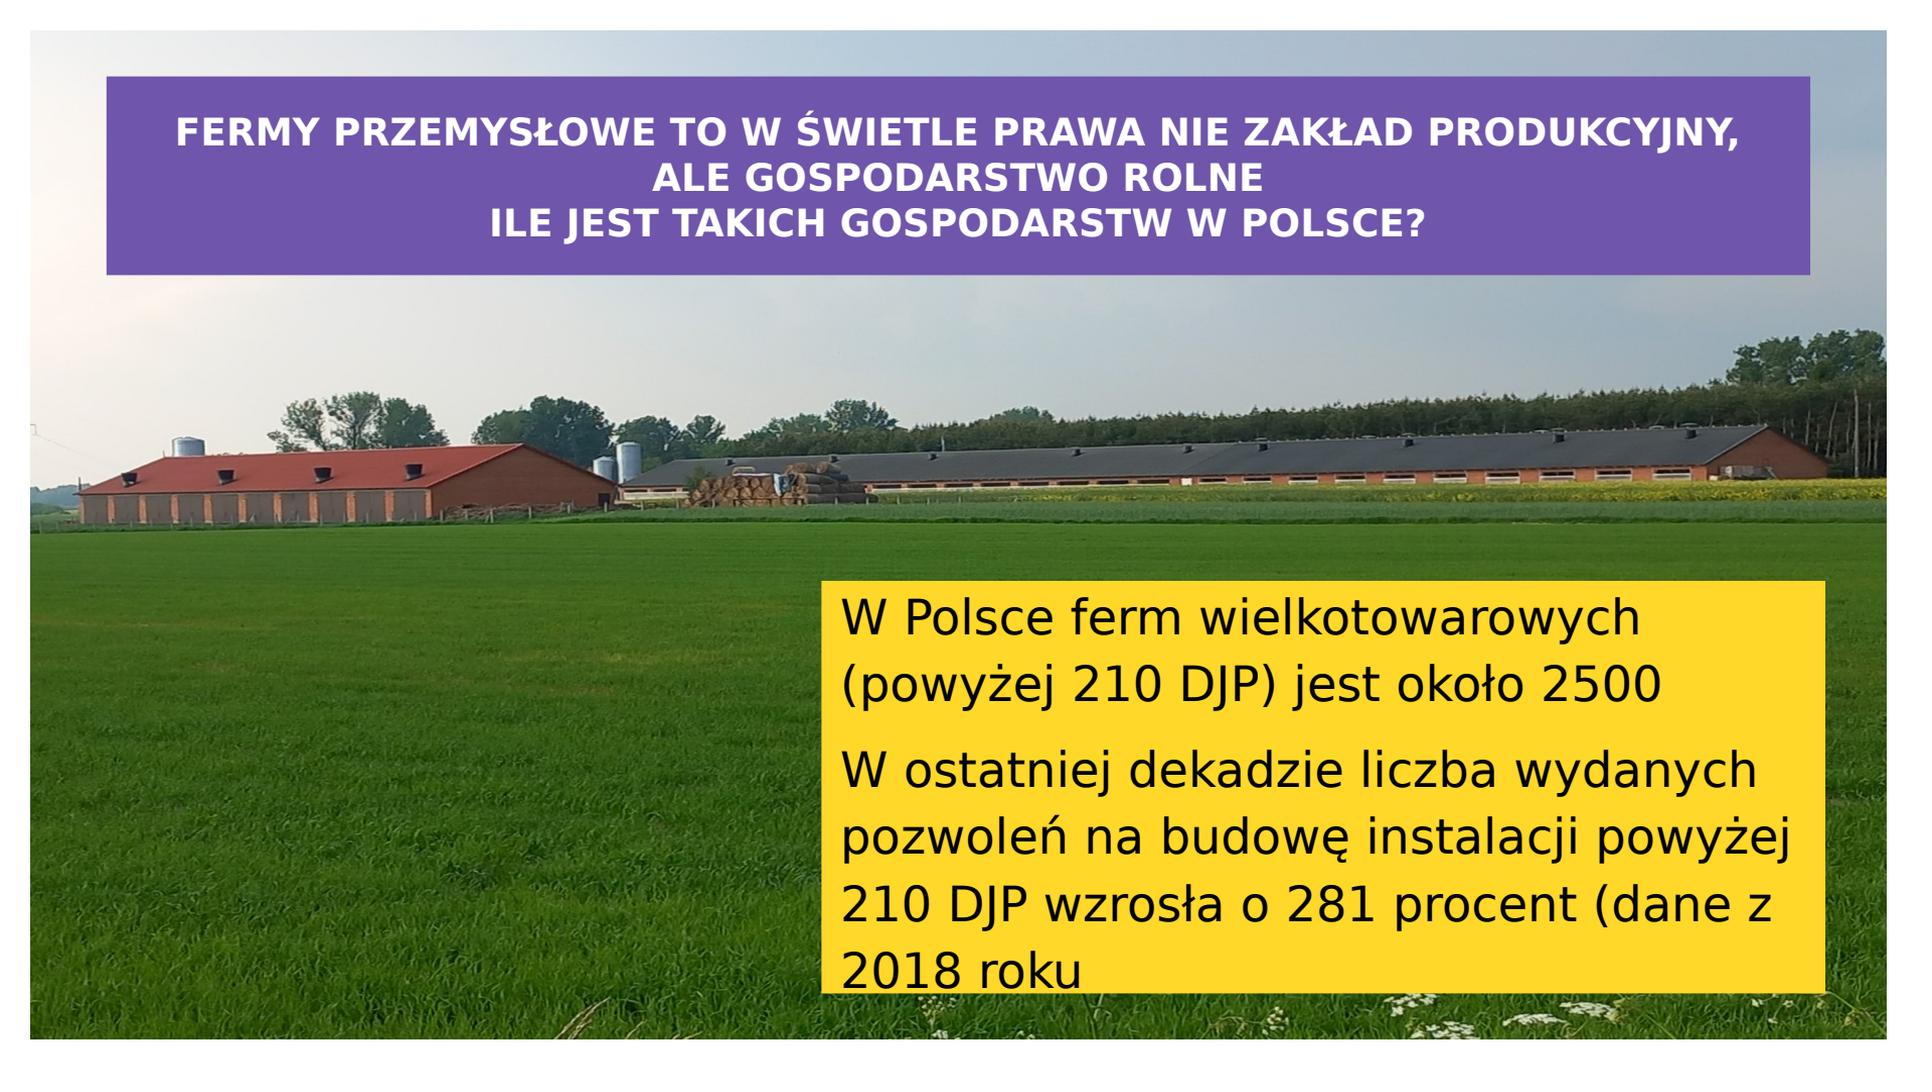 FERMY PRZEMYSŁOWE TO W ŚWIETLE PRAWA NIE ZAKŁAD PRODUKCYJNY,
ALE GOSPODARSTWO ROLNE
ILE JEST TAKICH GOSPODARSTW W POLSCE?
W Polsce ferm wielkotowarowych
(powyżej 210 DJP) jest około 2500
W ostatniej dekadzie liczba wydanych
pozwoleń na budowę instalacji powyżej
210 DJP wzrosła o 281 procent (dane z
2018 roku